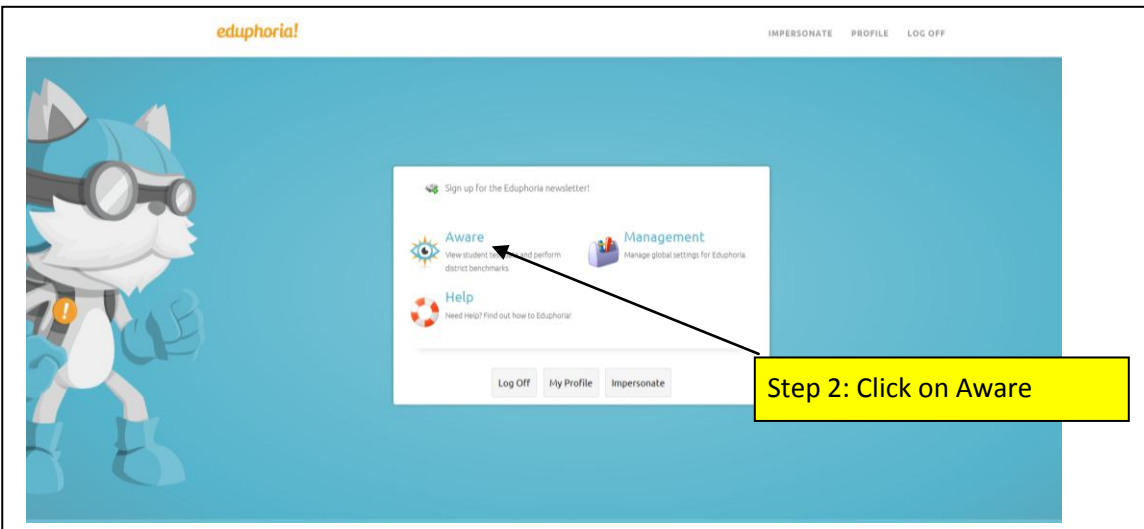 eduphoria!
IMPERSONATE PROFILE LOG OFF
Sign up for the Eduphoria newsletter!
Aware
View student test data and perform
district benchmarks
Management
Manage global settings for Eduphoria.
Help
Need Help? Find out how to Eduphoria!
Log Off My Profile Impersonate
Step 2: Click on Aware
!